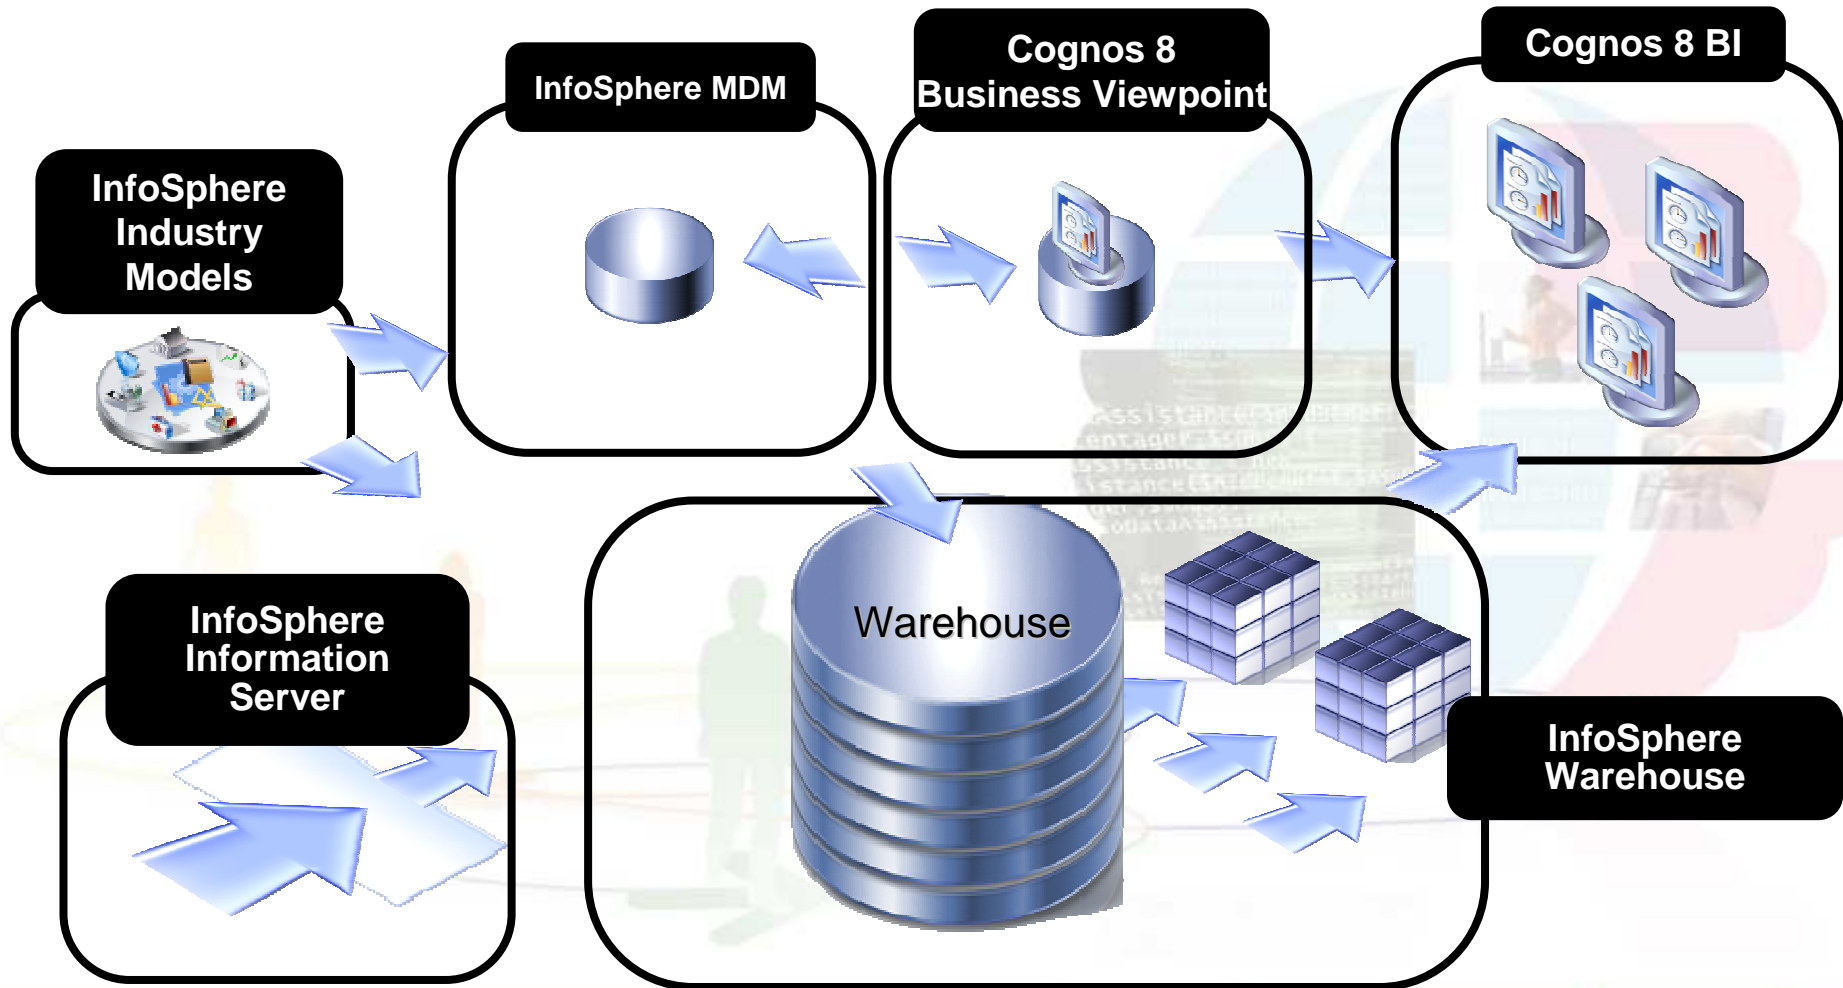 Cognos 8
Business Viewpoint
Cognos 8 BI
InfoSphere MDM
InfoSphere
Industry
Models
InfoSphere
Information
Server
Warehouse
InfoSphere
Warehouse